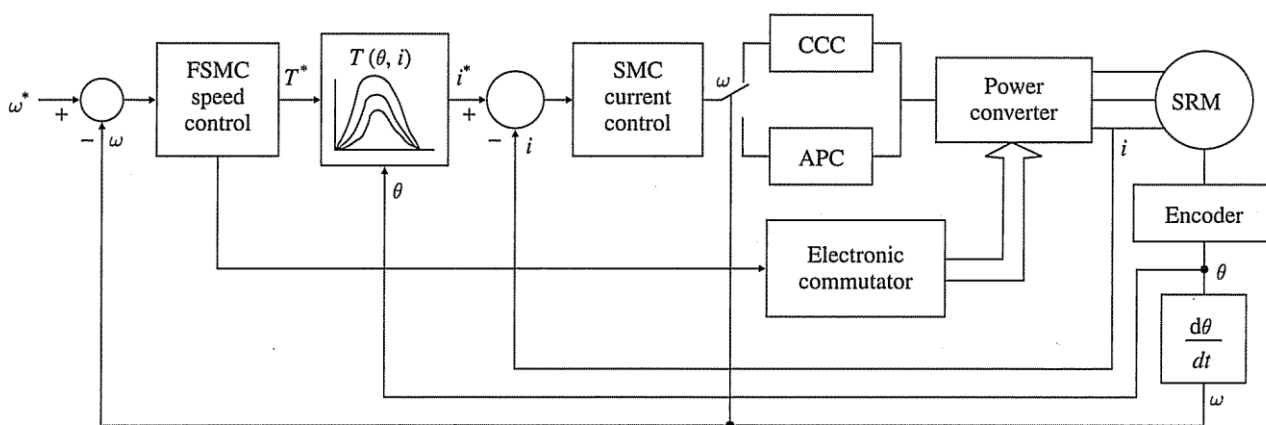 ω*
+
−
ω
FSMC
speed
control
T*
T (θ, i)
θ
i*
+
−
i
SMC
current
control
ω
CCC
APC
Power
converter
SRM
i
Encoder
θ
Electronic
commutator
dθ
dt
ω